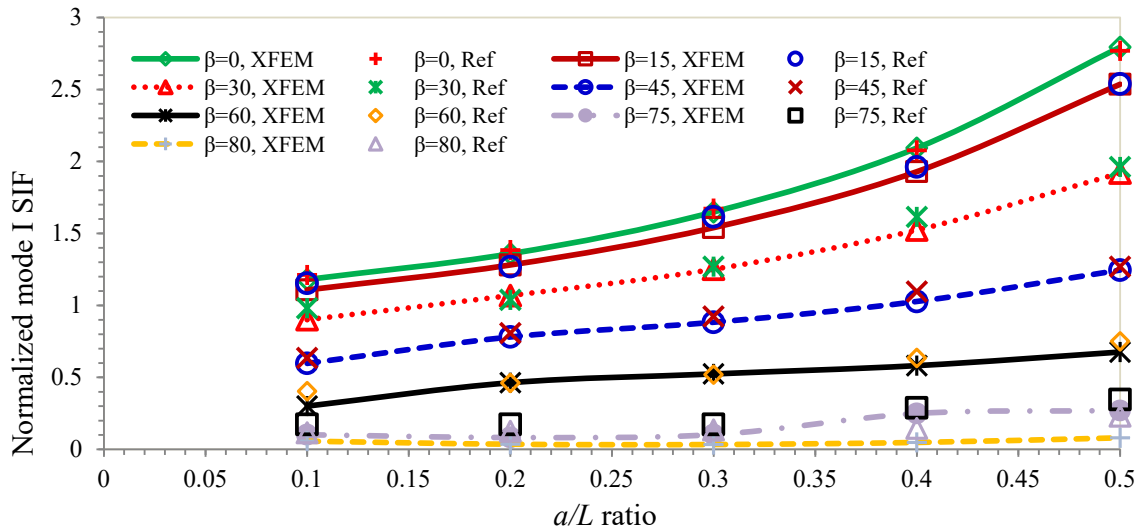 3
2.5
2
1.5
1
0.5
0
Normalized mode I SIF
β=0, XFEM β=0, Ref β=15, XFEM β=15, Ref
β=30, XFEM β=30, Ref β=45, XFEM β=45, Ref
β=60, XFEM β=60, Ref β=75, XFEM β=75, Ref
β=80, XFEM β=80, Ref
0 0.05 0.1 0.15 0.2 0.25 0.3 0.35 0.4 0.45 0.5
a/L ratio